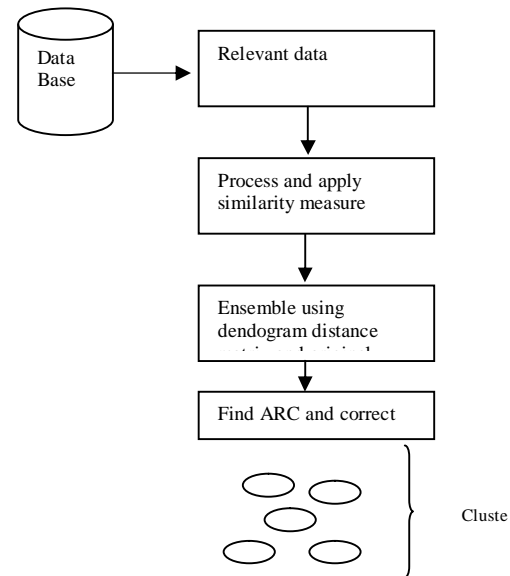 Data
Base
Relevant data
Process and apply
similarity measure
Ensemble using
dendogram distance
Find ARC and correct
Cluste